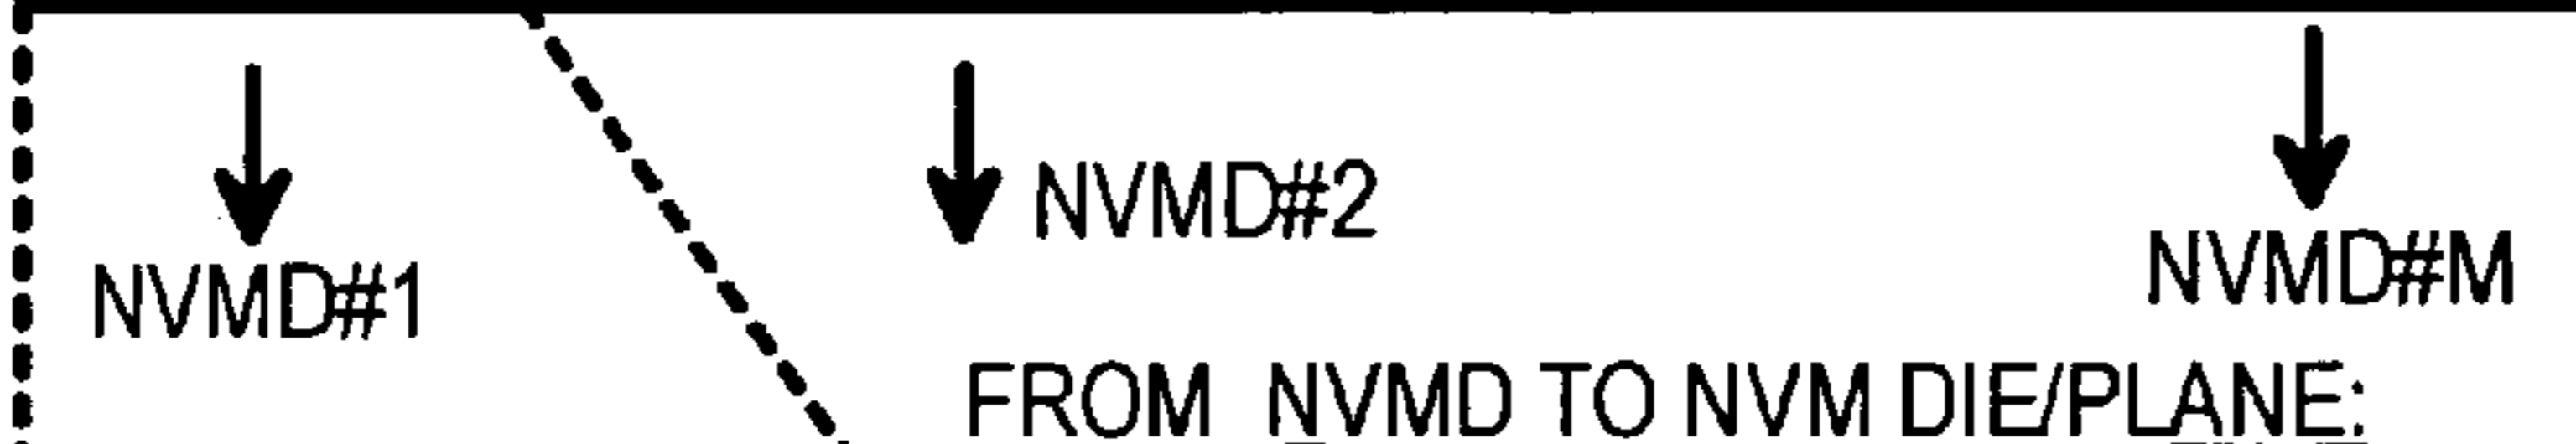 NVMD#1
NVMD#2
NVMD#M
FROM NVMD TO NVM DIE/PLANE: